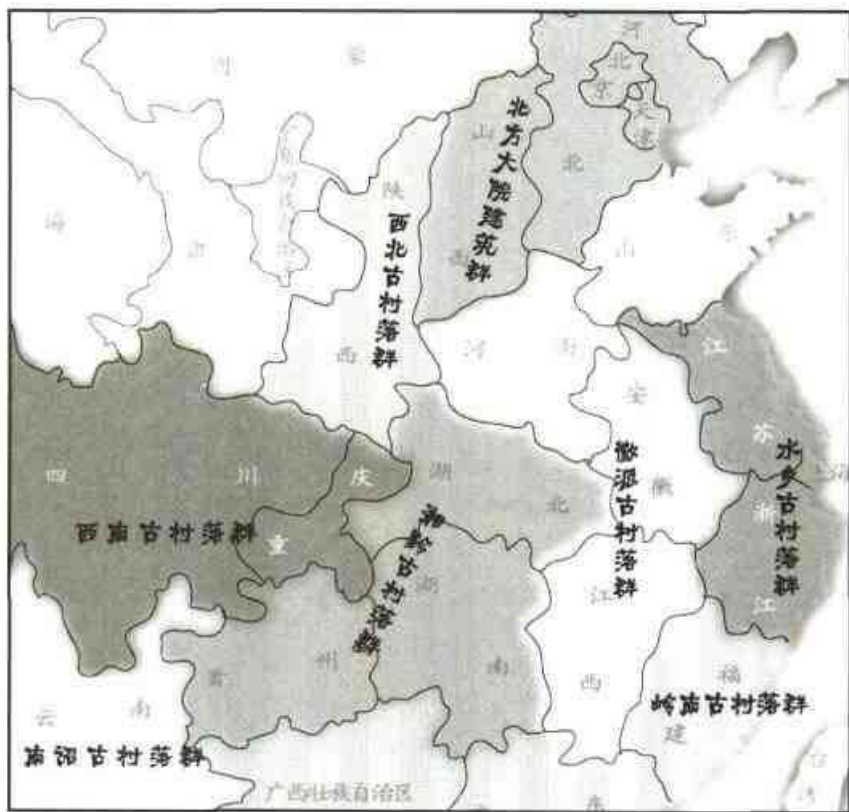 河
北
京
天
津
北
山
西
北方大院建筑群
陕
西
西北古村落群
山
东
河
南
海
江
苏
安
徽
徽派古村落群
水乡古村落群
浙
江
四
川
重
庆
西南古村落群
湖
北
湖
南
湘黔古村落群
江
西
州
云
南
南诏古村落群
福
建
岭南古村落群
广西壮族自治区